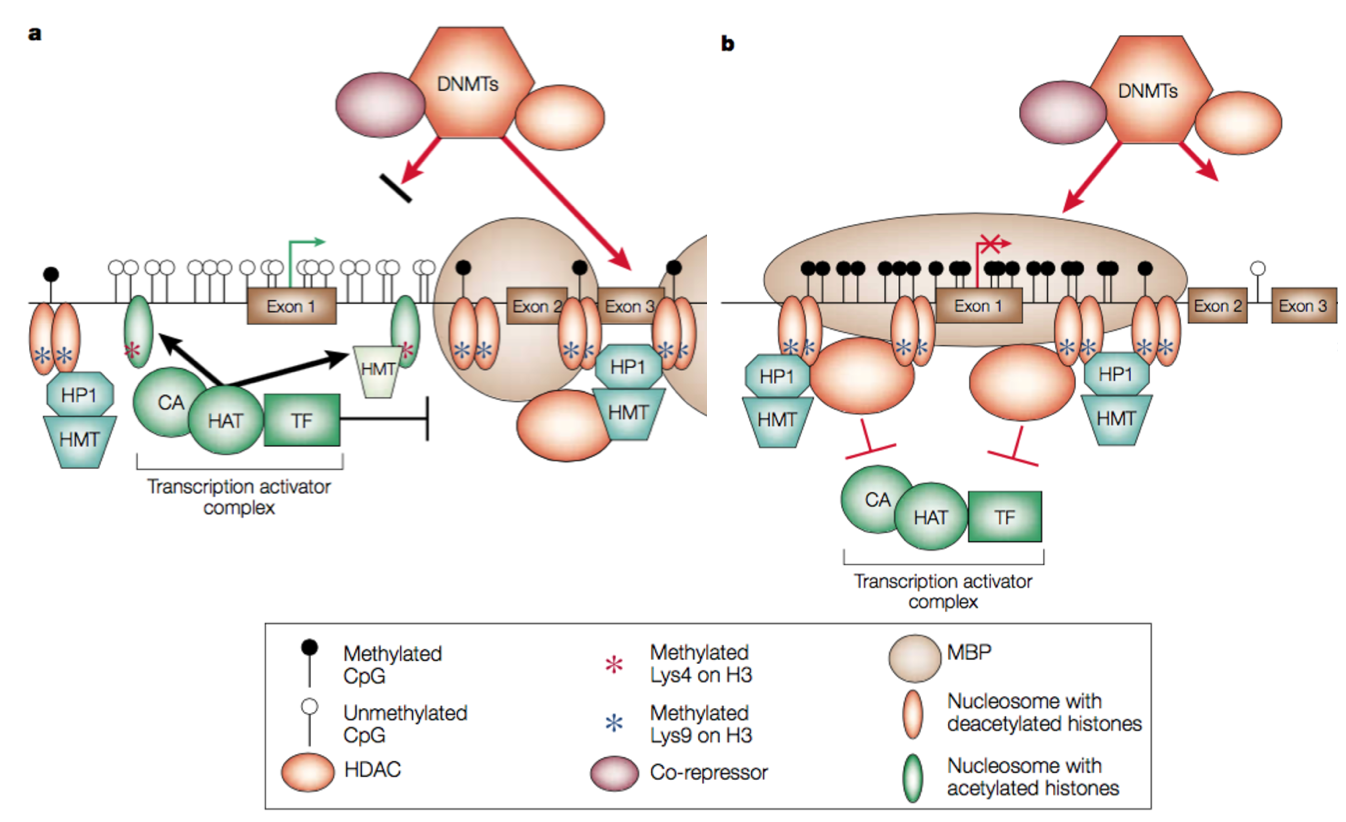 a
DNMTs
Exon 1
Exon 2
Exon 3
HP1
HMT
CA
HAT
TF
HMT
HP1
HMT
Transcription activator
complex
b
DNMTs
Exon 1
Exon 2
Exon 3
HP1
HMT
HP1
HMT
CA
HAT
TF
Transcription activator
complex
Methylated
CpG
Unmethylated
CpG
HDAC
Methylated
Lys4 on H3
Methylated
Lys9 on H3
Co-repressor
MBP
Nucleosome with
deacetylated histones
Nucleosome with
acetylated histones